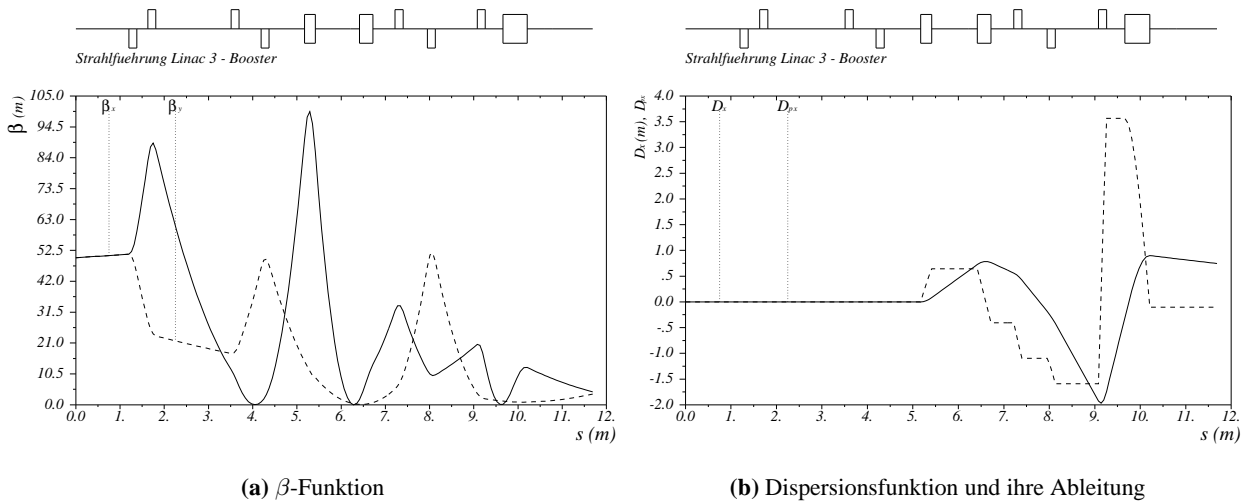 Strahlfuehrung Linac 3 - Booster
105.0
94.5
84.0
73.5
63.0
52.5
42.0
31.5
21.0
10.5
0.0
β (m)
β x
β y
0.0 1. 2. 3. 4. 5. 6. 7. 8. 9. 10. 11. 12.
s (m)
(a) β-Funktion
Strahlfuehrung Linac 3 - Booster
4.0
3.5
3.0
2.5
2.0
1.5
1.0
.5
0.0
-.5
-1.0
-1.5
-2.0
Dx (m), Dpx
Dx
Dpx
0.0 1. 2. 3. 4. 5. 6. 7. 8. 9. 10. 11. 12.
s (m)
(b) Dispersionsfunktion und ihre Ableitung